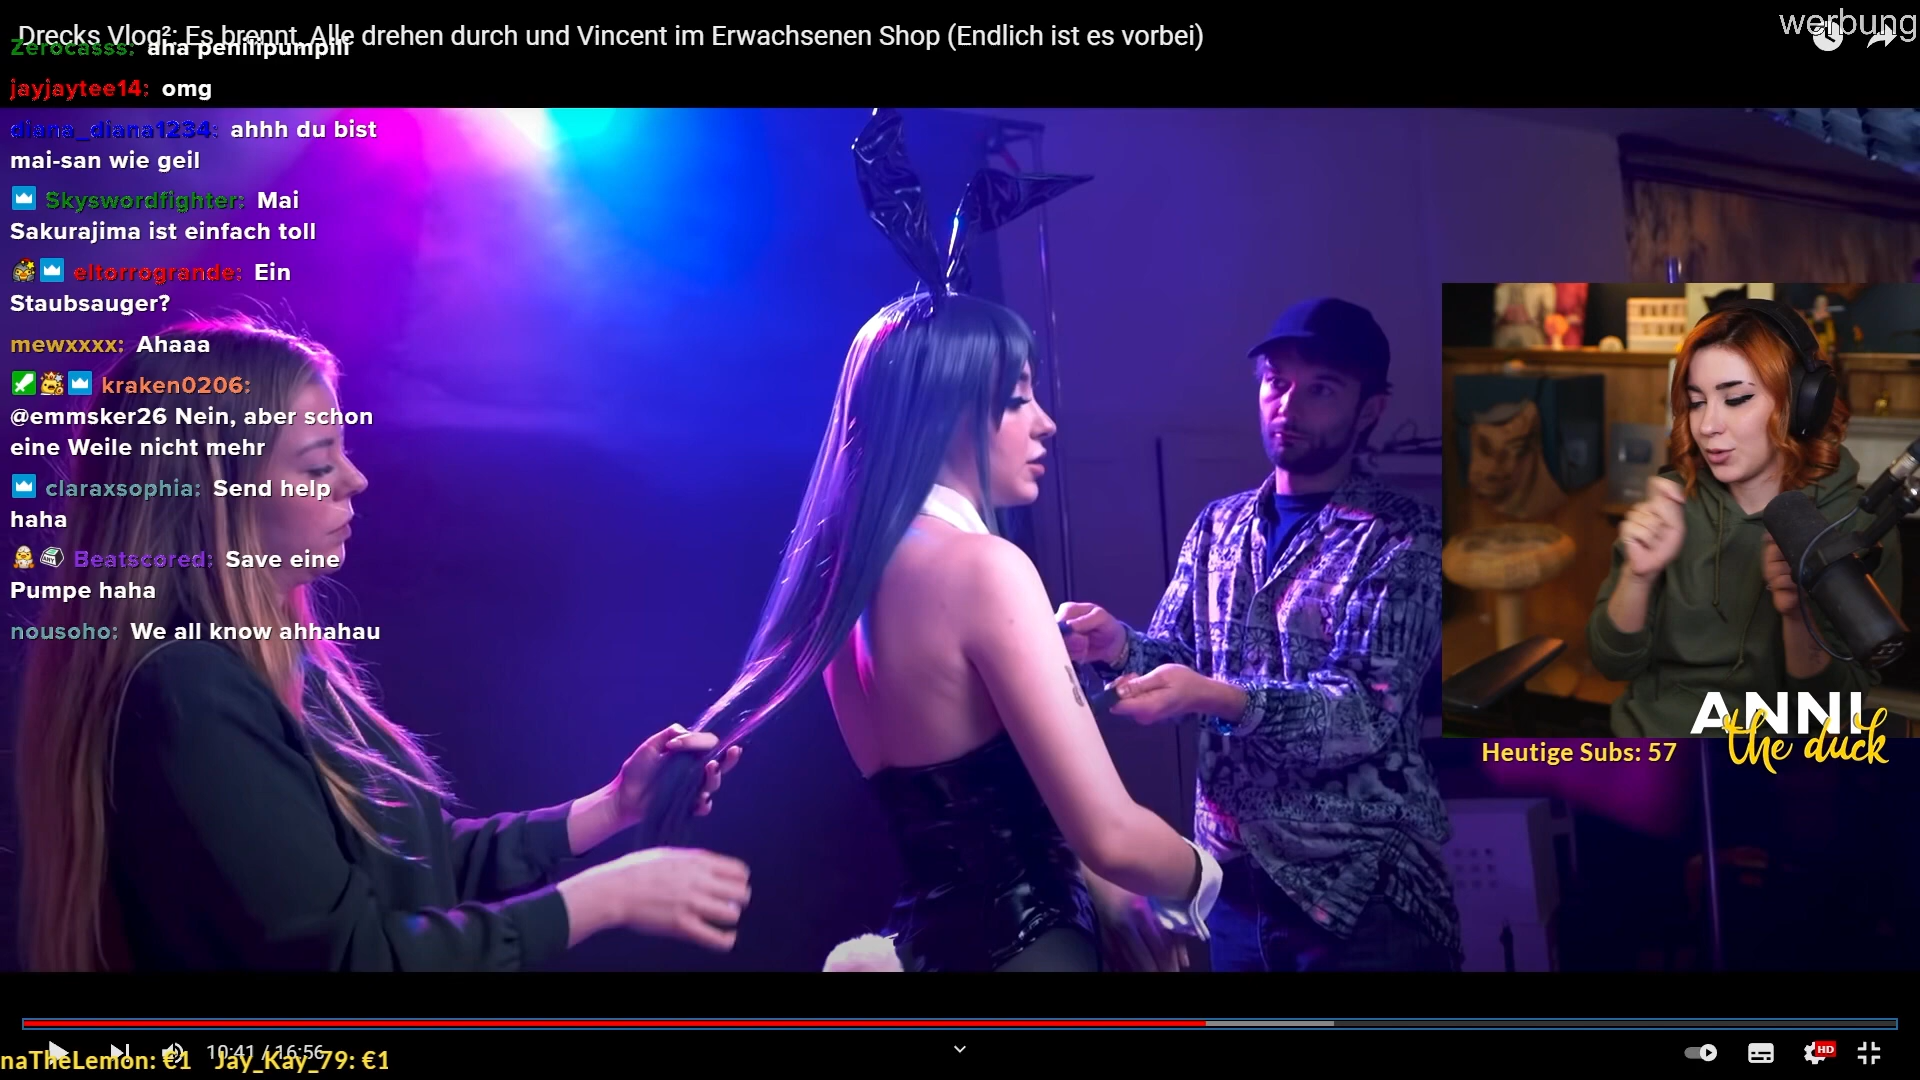 Drecks Vlog²: Es brennt, Alle drehen durch und Vincent im Erwachsenen Shop (Endlich ist es vorbei)
werbung
Zerocasss: aha penilipumpili
jayjaytee14: omg
diana_diana1234: ahhh du bist
mai-san wie geil
Skyswordfighter: Mai
Sakurajima ist einfach toll
eltorrogrande: Ein
Staubsauger?
mewxxxx: Ahaaa
kraken0206:
@emmsker26 Nein, aber schon
eine Weile nicht mehr
claraxsophia: Send help
haha
Beatscored: Save eine
Pumpe haha
nousoho: We all know ahhahau
ANNI
the duck
Heutige Subs: 57
10:41 / 16:56
naTheLemon: €1 Jay_Kay_79: €1
HD